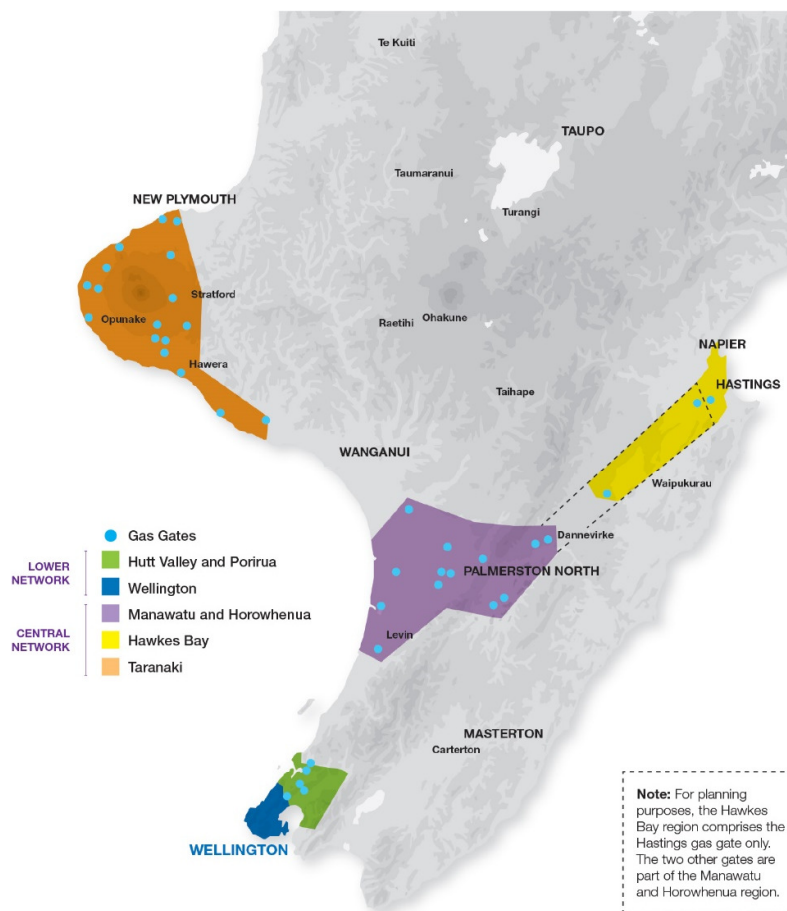 Te Kuiti
TAUPO
Taumaranui
NEW PLYMOUTH
Turangi
Stratford
Opunake
Raetihi
Ohakune
NAPIER
Hawera
HASTINGS
Taihape
WANGANUI
Waipukurau
Gas Gates
Dannevirke
LOWER
NETWORK
Hutt Valley and Porirua
Wellington
PALMERSTON NORTH
CENTRAL
NETWORK
Manawatu and Horowhenua
Hawkes Bay
Taranaki
Levin
MASTERTON
Carterton
WELLINGTON
Note: For planning
purposes, the Hawkes
Bay region comprises the
Hastings gas gate only.
The two other gates are
part of the Manawatu
and Horowhenua region.